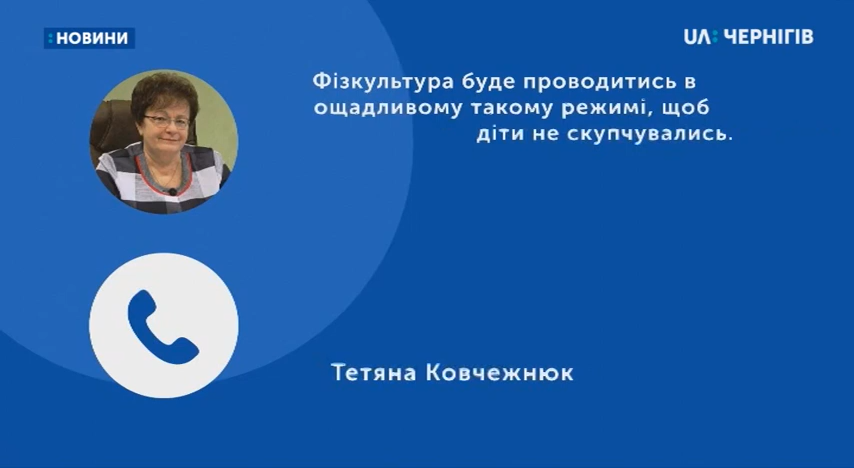 :НОВИНИ
UA: ЧЕРНІГІВ
Фізкультура буде проводитись в
ощадливому такому режимі, щоб
діти не скупчувались.
Тетяна Ковчежнюк